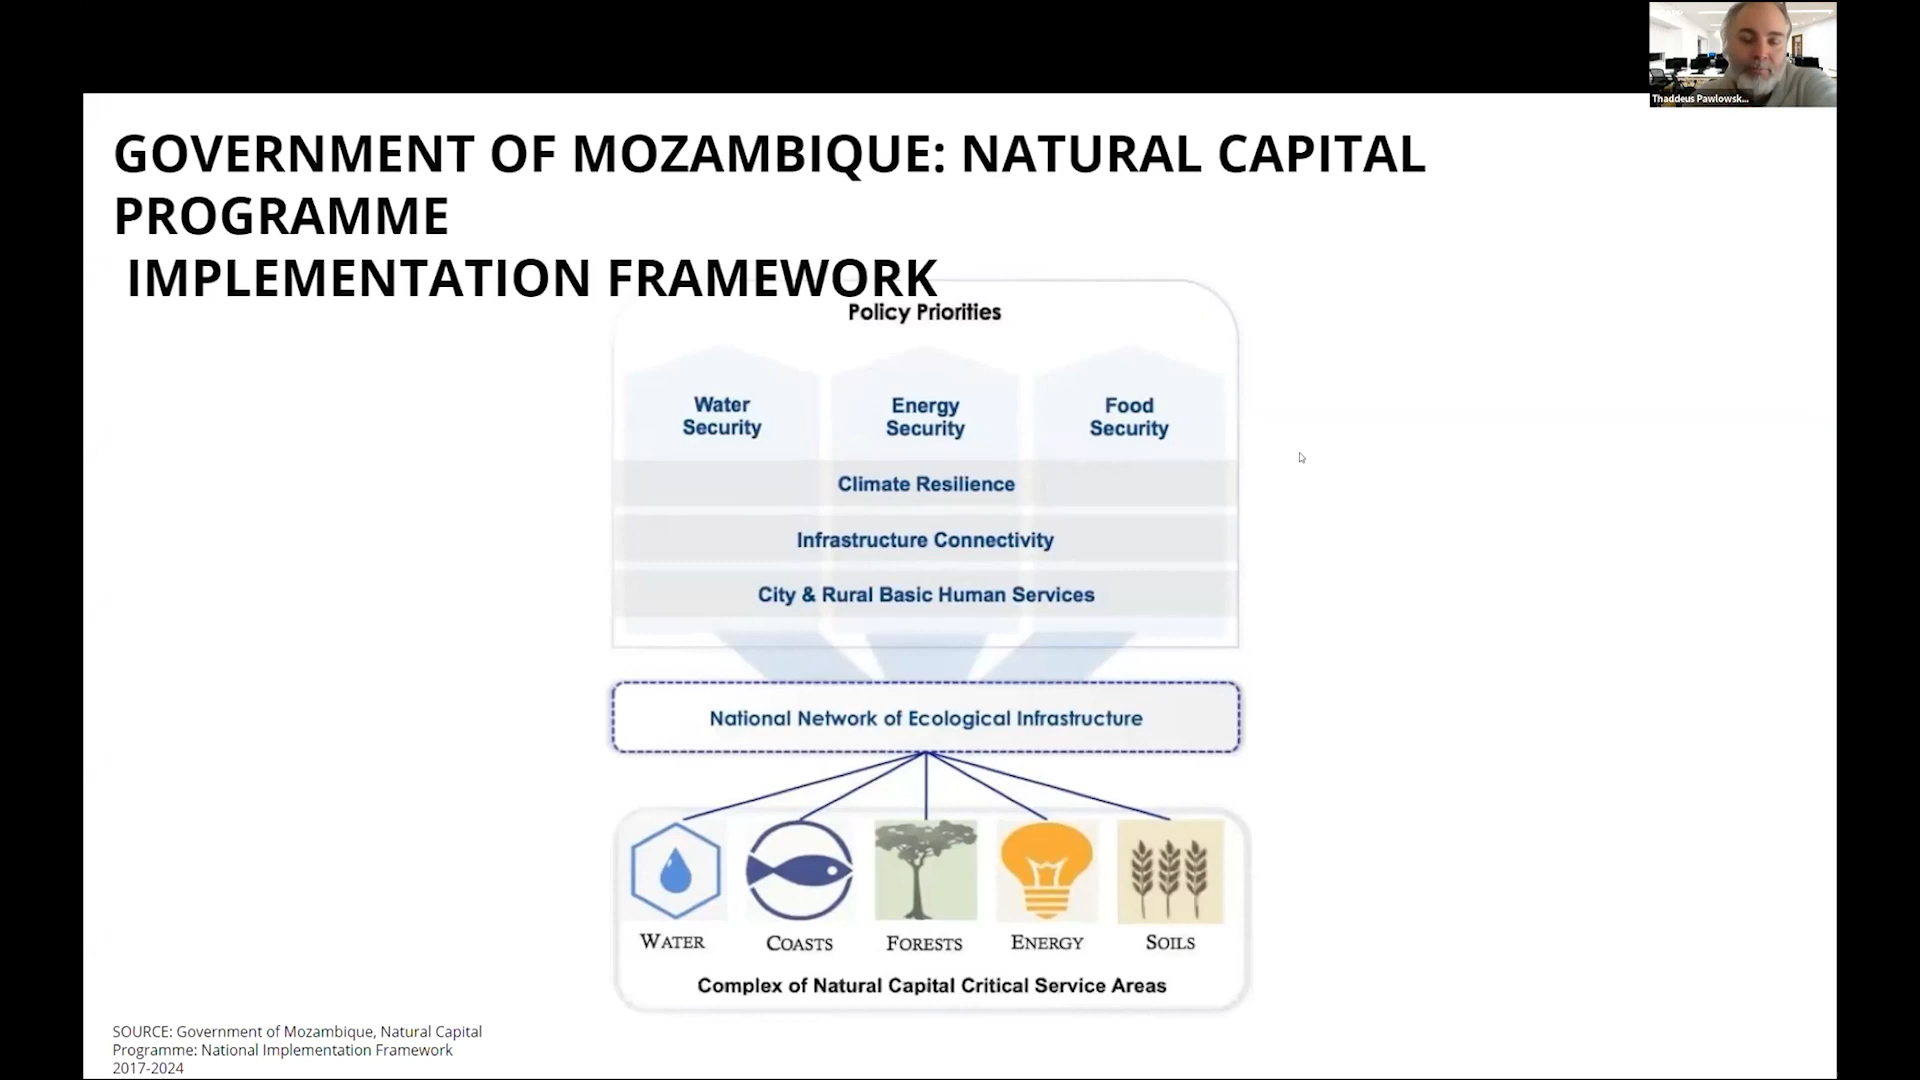 Thaddeus Pawlowsk...
GOVERNMENT OF MOZAMBIQUE: NATURAL CAPITAL
PROGRAMME
IMPLEMENTATION FRAMEWORK
Policy Priorities
Water
Security
Energy
Security
Food
Security
Climate Resilience
Infrastructure Connectivity
City & Rural Basic Human Services
National Network of Ecological Infrastructure
WATER
COASTS
FORESTS
ENERGY
SOILS
Complex of Natural Capital Critical Service Areas
SOURCE: Government of Mozambique, Natural Capital
Programme: National Implementation Framework
2017-2024